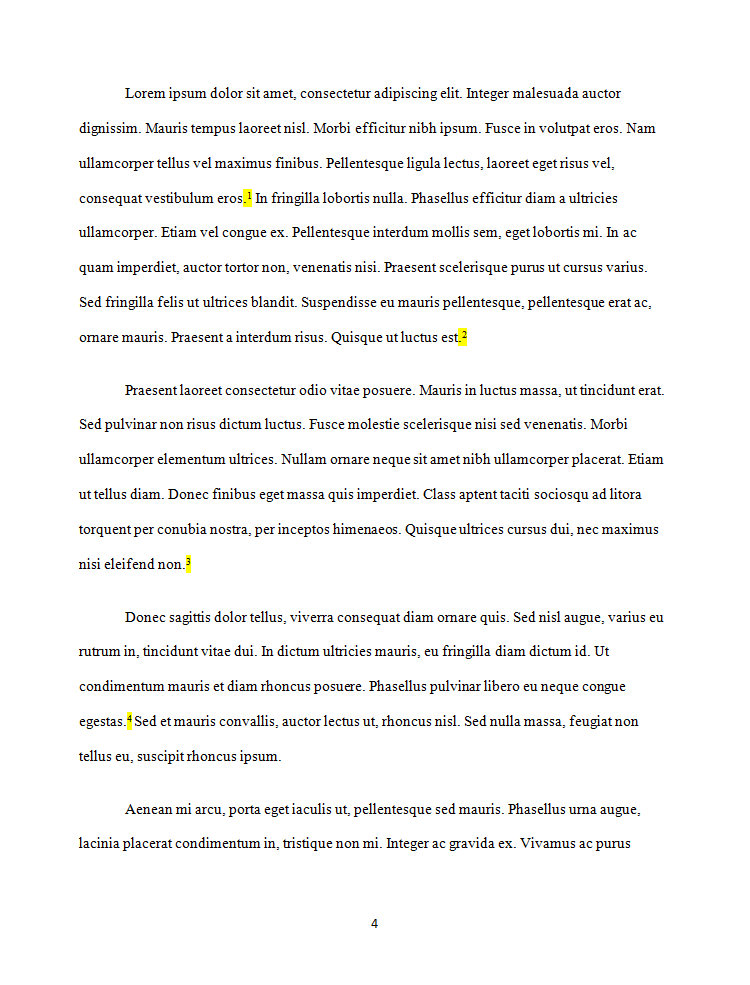 Lorem ipsum dolor sit amet, consectetur adipiscing elit. Integer malesuada auctor
dignissim. Mauris tempus laoreet nisl. Morbi efficitur nibh ipsum. Fusce in volutpat eros. Nam
ullamcorper tellus vel maximus finibus. Pellentesque ligula lectus, laoreet eget risus vel,
consequat vestibulum eros.¹ In fringilla lobortis nulla. Phasellus efficitur diam a ultricies
ullamcorper. Etiam vel congue ex. Pellentesque interdum mollis sem, eget lobortis mi. In ac
quam imperdiet, auctor tortor non, venenatis nisi. Praesent scelerisque purus ut cursus varius.
Sed fringilla felis ut ultrices blandit. Suspendisse eu mauris pellentesque, pellentesque erat ac,
ornare mauris. Praesent a interdum risus. Quisque ut luctus est.²
Praesent laoreet consectetur odio vitae posuere. Mauris in luctus massa, ut tincidunt erat.
Sed pulvinar non risus dictum luctus. Fusce molestie scelerisque nisi sed venenatis. Morbi
ullamcorper elementum ultrices. Nullam ornare neque sit amet nibh ullamcorper placerat. Etiam
ut tellus diam. Donec finibus eget massa quis imperdiet. Class aptent taciti sociosqu ad litora
torquent per conubia nostra, per inceptos himenaeos. Quisque ultrices cursus dui, nec maximus
nisi eleifend non.³
Donec sagittis dolor tellus, viverra consequat diam ornare quis. Sed nisl augue, varius eu
rutrum in, tincidunt vitae dui. In dictum ultricies mauris, eu fringilla diam dictum id. Ut
condimentum mauris et diam rhoncus posuere. Phasellus pulvinar libero eu neque congue
egestas.⁴ Sed et mauris convallis, auctor lectus ut, rhoncus nisl. Sed nulla massa, feugiat non
tellus eu, suscipit rhoncus ipsum.
Aenean mi arcu, porta eget iaculis ut, pellentesque sed mauris. Phasellus urna augue,
lacinia placerat condimentum in, tristique non mi. Integer ac gravida ex. Vivamus ac purus
4